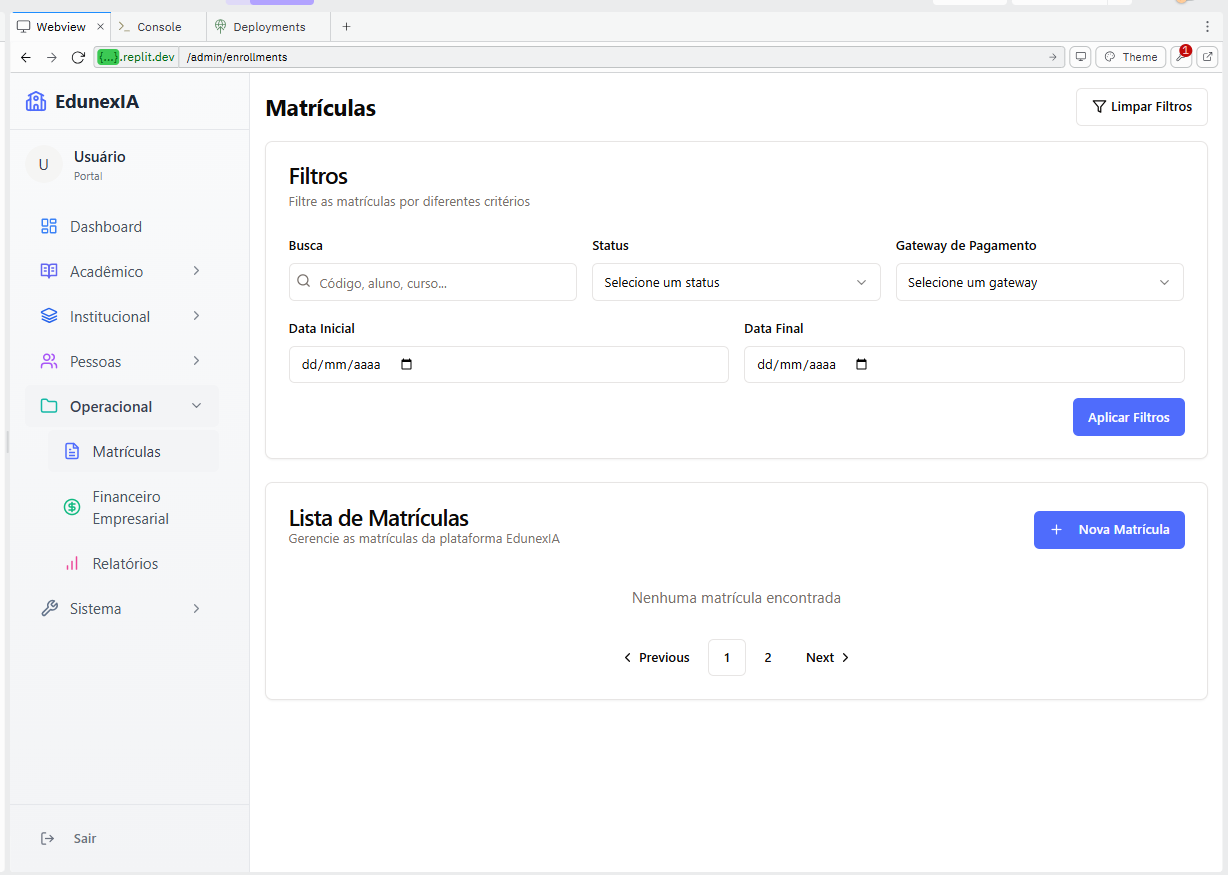 Webview
Console
Deployments
{...}.replit.dev /admin/enrollments
Theme
1
EdunexIA
U
Usuário
Portal
Dashboard
Acadêmico
Institucional
Pessoas
Operacional
Matrículas
Financeiro
Empresarial
Relatórios
Sistema
Sair
Matrículas
Limpar Filtros
Filtros
Filtre as matrículas por diferentes critérios
Busca
Status
Gateway de Pagamento
Código, aluno, curso...
Selecione um status
Selecione um gateway
Data Inicial
Data Final
dd/mm/aaaa
dd/mm/aaaa
Aplicar Filtros
Lista de Matrículas
Gerencie as matrículas da plataforma EdunexIA
Nova Matrícula
Nenhuma matrícula encontrada
Previous 1 2 Next